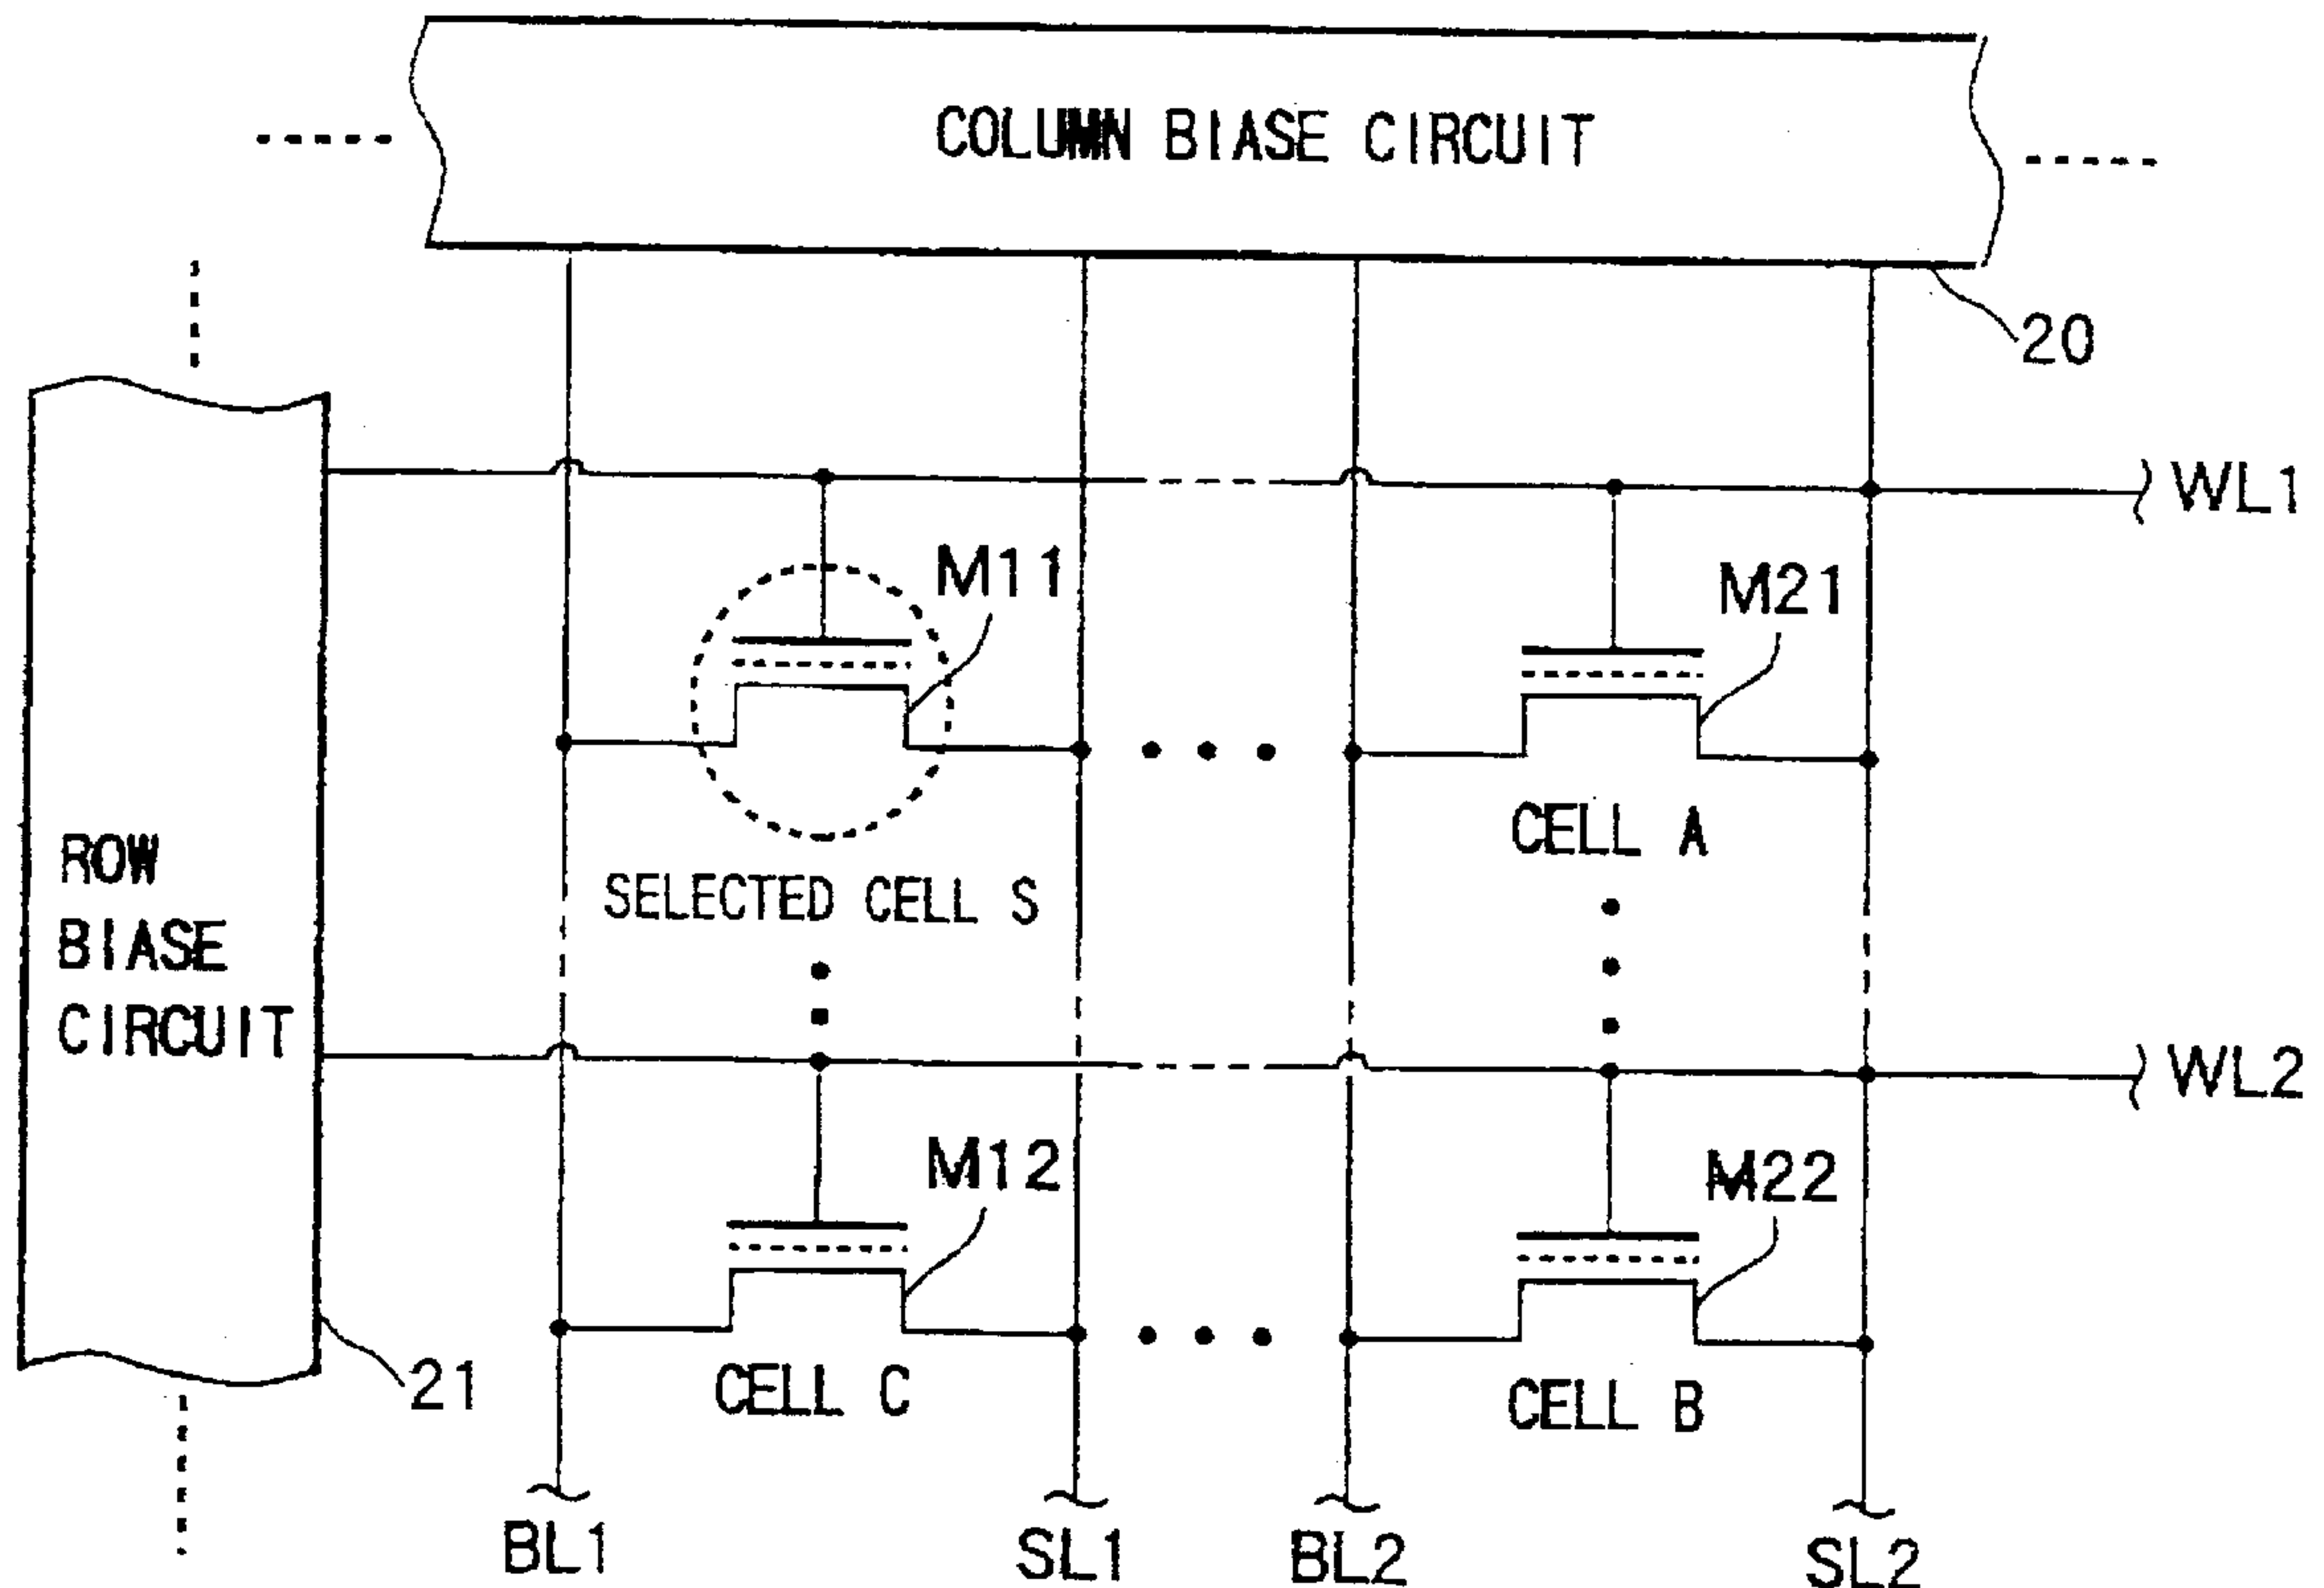 COLUMN BIASE CIRCUIT
20
WL1
M11
M21
CELL A
SELECTED CELL S
ROW
BIASE
CIRCUIT
WL2
M12
M22
21
CELL C
CELL B
BL1
SL1
BL2
SL2